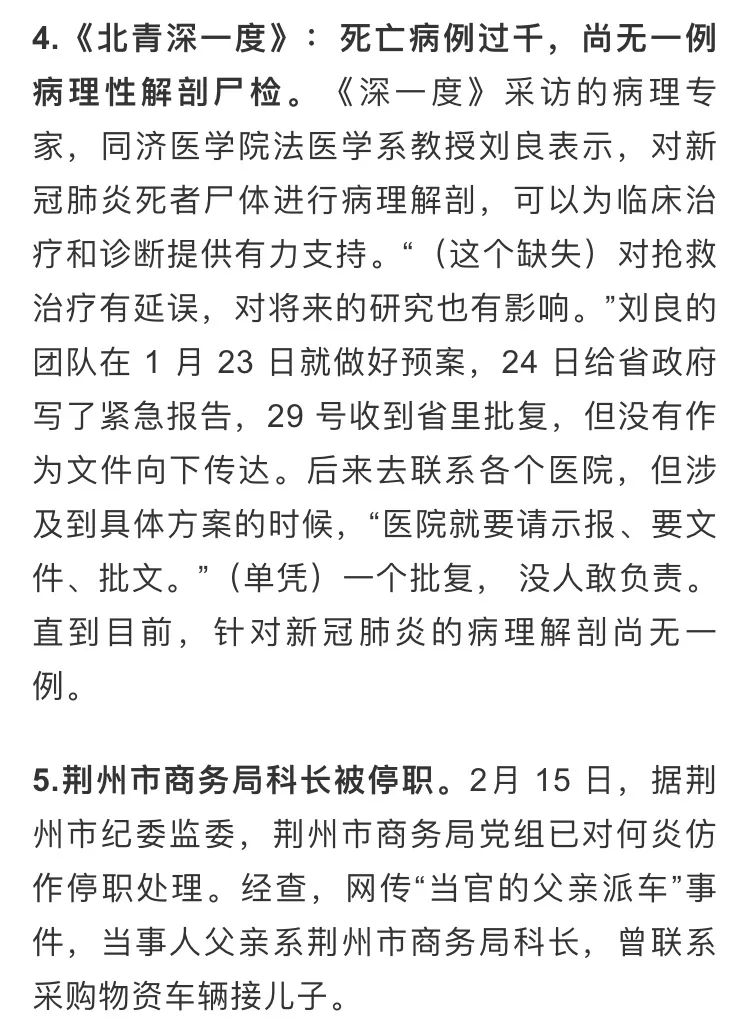 4.《北青深一度》：死亡病例过千，尚无一例
病理性解剖尸检。《深一度》采访的病理专
家，同济医学院法医学系教授刘良表示，对新
冠肺炎死者尸体进行病理解剖，可以为临床治
疗和诊断提供有力支持。“（这个缺失）对抢救
治疗有延误，对将来的研究也有影响。”刘良的
团队在 1 月 23 日就做好预案，24 日给省政府
写了紧急报告，29 号收到省里批复，但没有作
为文件向下传达。后来去联系各个医院，但涉
及到具体方案的时候，“医院就要请示报、要文
件、批文。”（单凭）一个批复， 没人敢负责。
直到目前，针对新冠肺炎的病理解剖尚无一
例。
5.荆州市商务局科长被停职。2月 15 日，据荆
州市纪委监委，荆州市商务局党组已对何炎仿
作停职处理。经查，网传“当官的父亲派车”事
件，当事人父亲系荆州市商务局科长，曾联系
采购物资车辆接儿子。